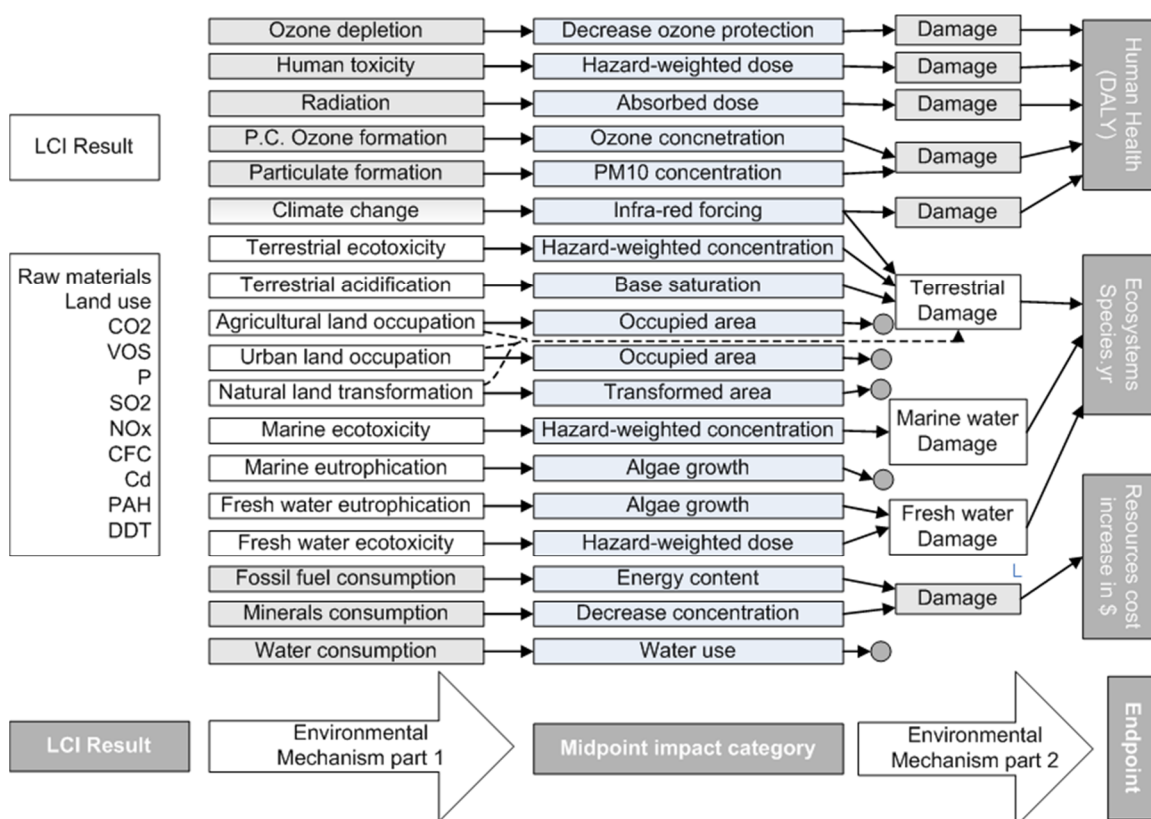 LCI Result
Raw materials
Land use
CO2
VOS
P
SO2
NOx
CFC
Cd
PAH
DDT
Ozone depletion
Decrease ozone protection
Damage
Human toxicity
Hazard-weighted dose
Damage
Radiation
Absorbed dose
Damage
P.C. Ozone formation
Ozone concnetration
Damage
Particulate formation
PM10 concentration
Climate change
Infra-red forcing
Damage
Terrestrial ecotoxicity
Hazard-weighted concentration
Terrestrial acidification
Base saturation
Terrestrial
Damage
Agricultural land occupation
Occupied area
Urban land occupation
Occupied area
Natural land transformation
Transformed area
Marine ecotoxicity
Hazard-weighted concentration
Marine water
Damage
Marine eutrophication
Algae growth
Fresh water eutrophication
Algae growth
Fresh water
Damage
Fresh water ecotoxicity
Hazard-weighted dose
Fossil fuel consumption
Energy content
L
Damage
Minerals consumption
Decrease concentration
Water consumption
Water use
Human Health
(DALY)
Ecosystems
Species.yr
Resources cost
increase in $
LCI Result
Environmental
Mechanism part 1
Midpoint impact category
Environmental
Mechanism part 2
Endpoint